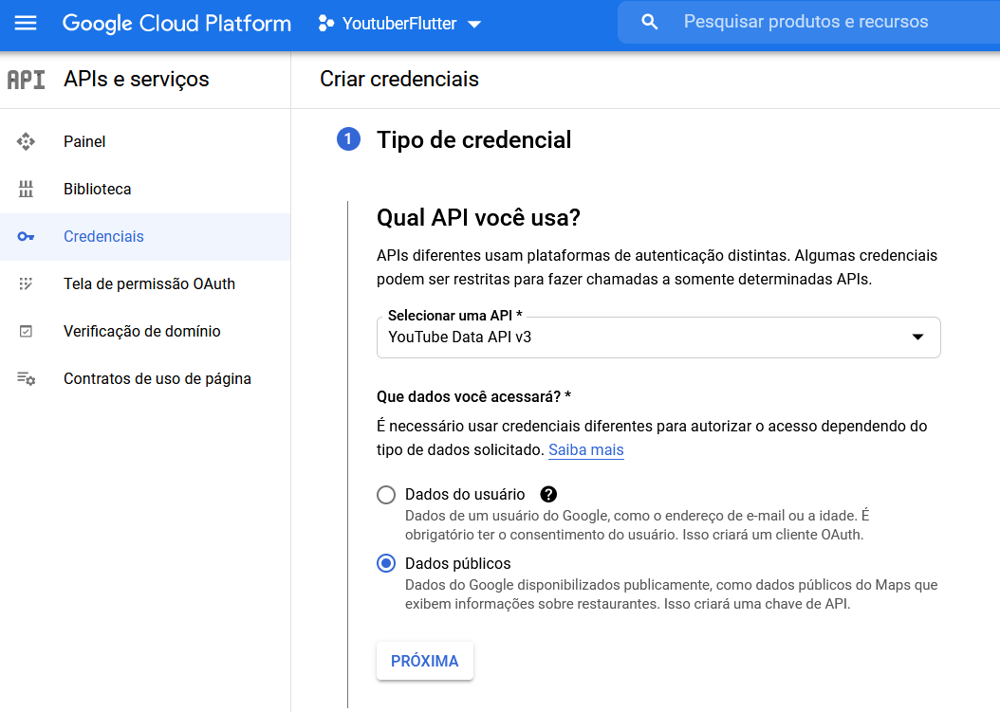 Google Cloud Platform
YoutuberFlutter
Pesquisar produtos e recursos
API
APIs e serviços
Criar credenciais
Painel
Biblioteca
Credenciais
Tela de permissão OAuth
Verificação de domínio
Contratos de uso de página
1
Tipo de credencial
Qual API você usa?
APIs diferentes usam plataformas de autenticação distintas. Algumas credenciais
podem ser restritas para fazer chamadas a somente determinadas APIs.
Selecionar uma API *
YouTube Data API v3
Que dados você acessará? *
É necessário usar credenciais diferentes para autorizar o acesso dependendo do
tipo de dados solicitado. Saiba mais
Dados do usuário ?
Dados de um usuário do Google, como o endereço de e-mail ou a idade. É
obrigatório ter o consentimento do usuário. Isso criará um cliente OAuth.
Dados públicos
Dados do Google disponibilizados publicamente, como dados públicos do Maps que
exibem informações sobre restaurantes. Isso criará uma chave de API.
PRÓXIMA